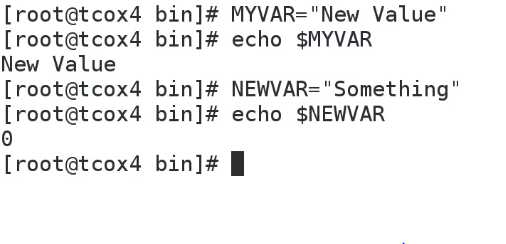 [root@tcox4 bin]# MYVAR="New Value"
[root@tcox4 bin]# echo $MYVAR
New Value
[root@tcox4 bin]# NEWVAR="Something"
[root@tcox4 bin]# echo $NEWVAR
0
[root@tcox4 bin]#